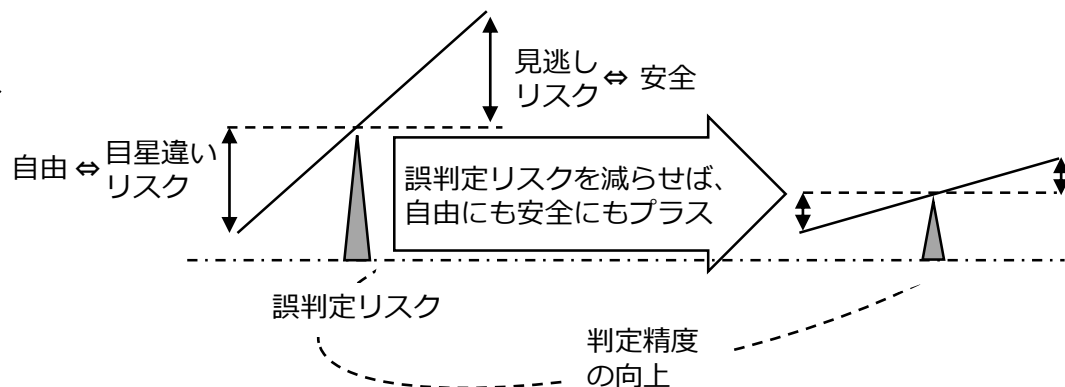 見逃し
リスク ⇔ 安全
自由 ⇔ 目星違い
リスク
誤判定リスクを減らせば、
自由にも安全にもプラス
誤判定リスク
判定精度
の向上